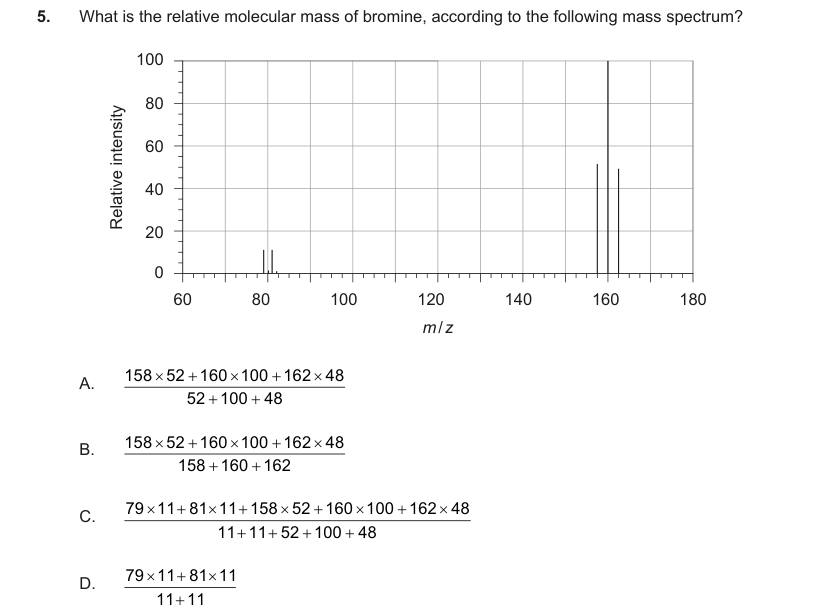 5. What is the relative molecular mass of bromine, according to the following mass spectrum?
100
80
60
40
20
0
Relative intensity
60 80 100 120 140 160 180
m / z
A. 158 × 52 + 160 × 100 + 162 × 48
52 + 100 + 48
B. 158 × 52 + 160 × 100 + 162 × 48
158 + 160 + 162
C. 79 × 11 + 81 × 11 + 158 × 52 + 160 × 100 + 162 × 48
11 + 11 + 52 + 100 + 48
D. 79 × 11 + 81 × 11
11 + 11